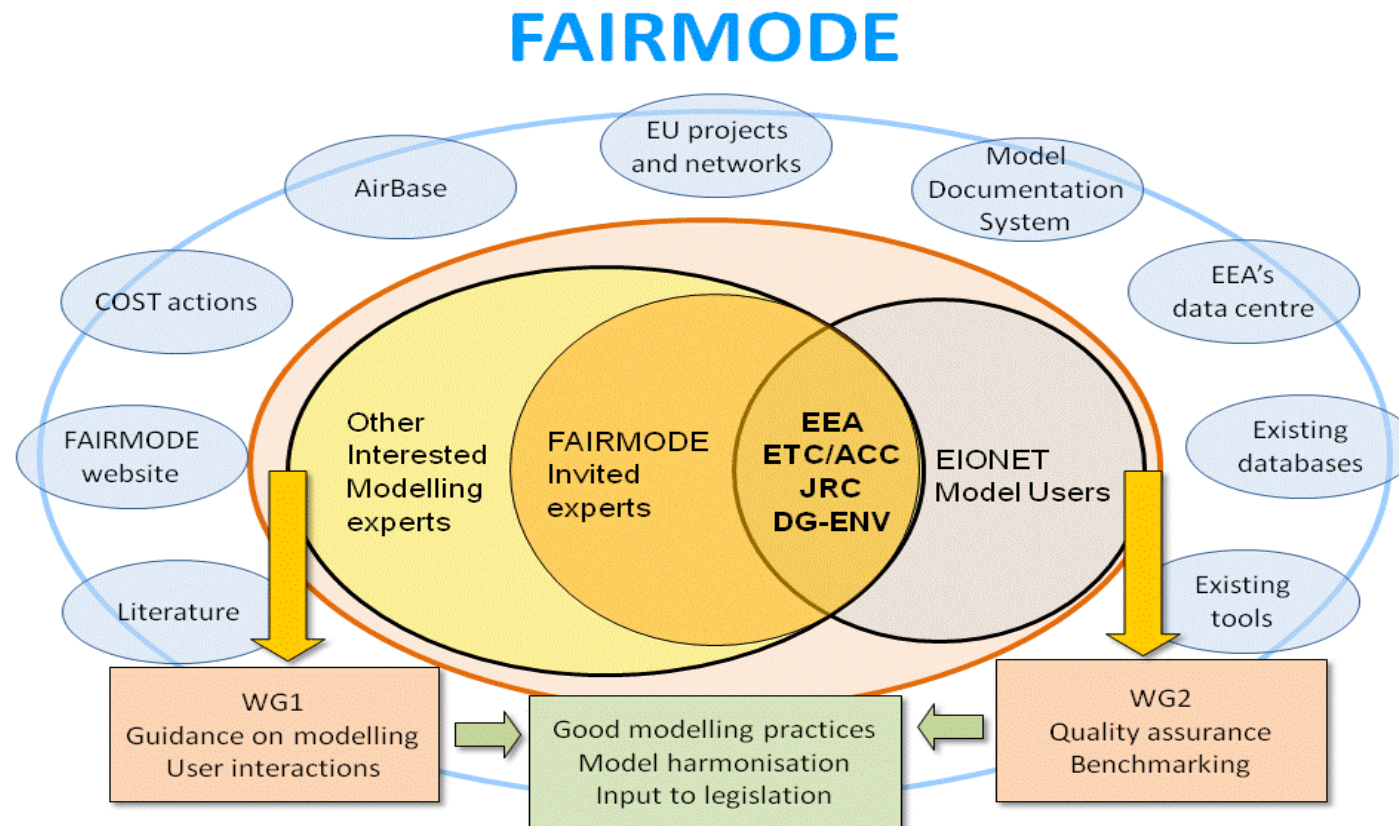 FAIRMODE
EU projects
and networks
AirBase
Model
Documentation
System
COST actions
EEA's
data centre
FAIRMODE
website
Existing
databases
Literature
Existing
tools
Other
Interested
Modelling
experts
FAIRMODE
Invited
experts
EEA
ETC/ACC
JRC
DG-ENV
EIONET
Model Users
WG1
Guidance on modelling
User interactions
Good modelling practices
Model harmonisation
Input to legislation
WG2
Quality assurance
Benchmarking